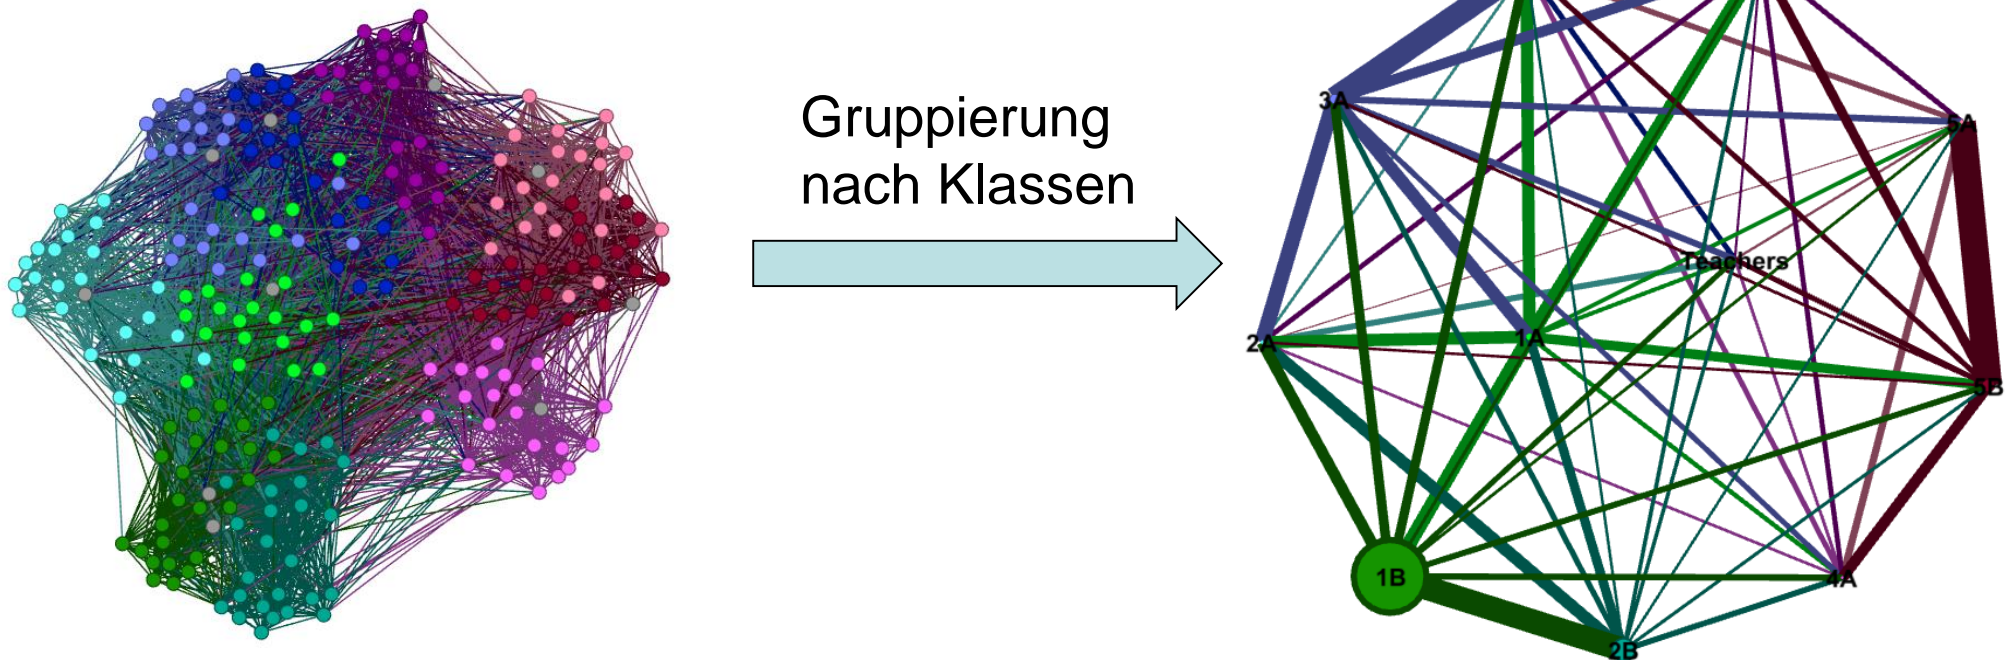 Gruppierung
nach Klassen
3A
5A
Teachers
2A
1A
5B
1B
4A
2B